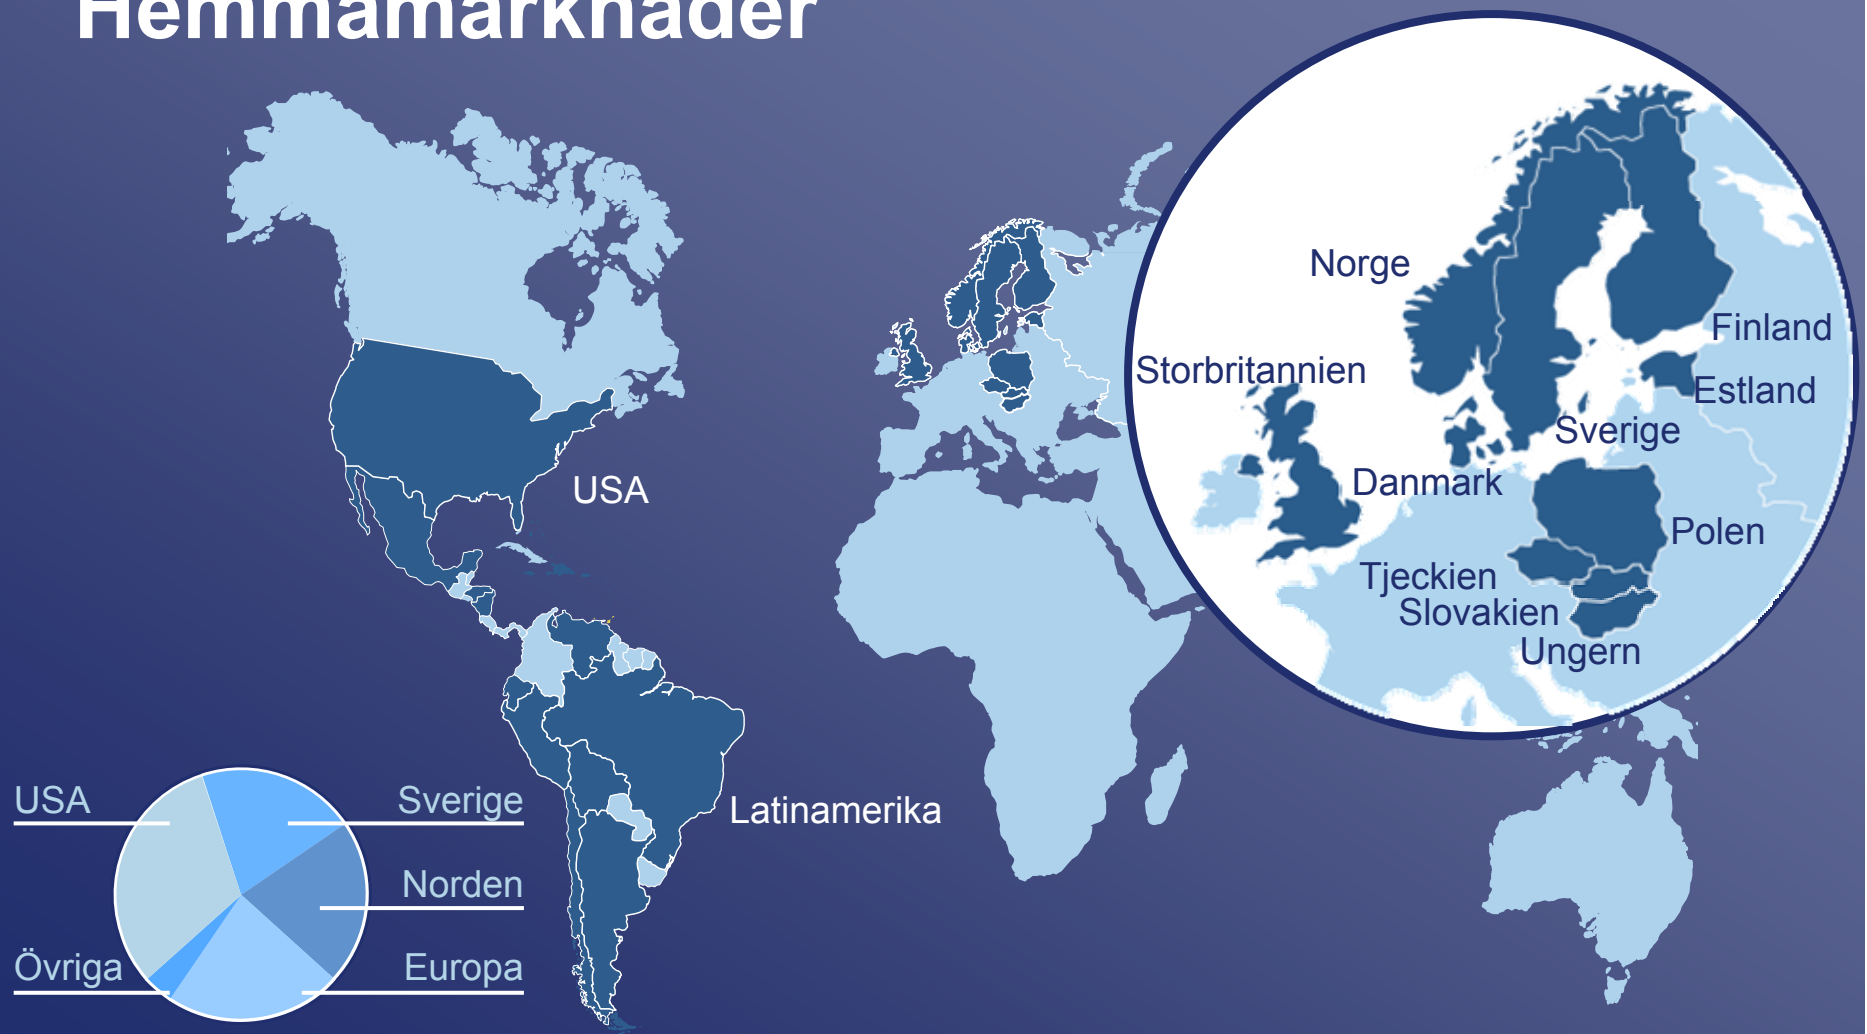 Hemmamarknader
Norge
Finland
Storbritannien
Estland
Sverige
Danmark
USA
Polen
Tjeckien
Slovakien
Ungern
Latinamerika
USA
Sverige
Norden
Övriga
Europa